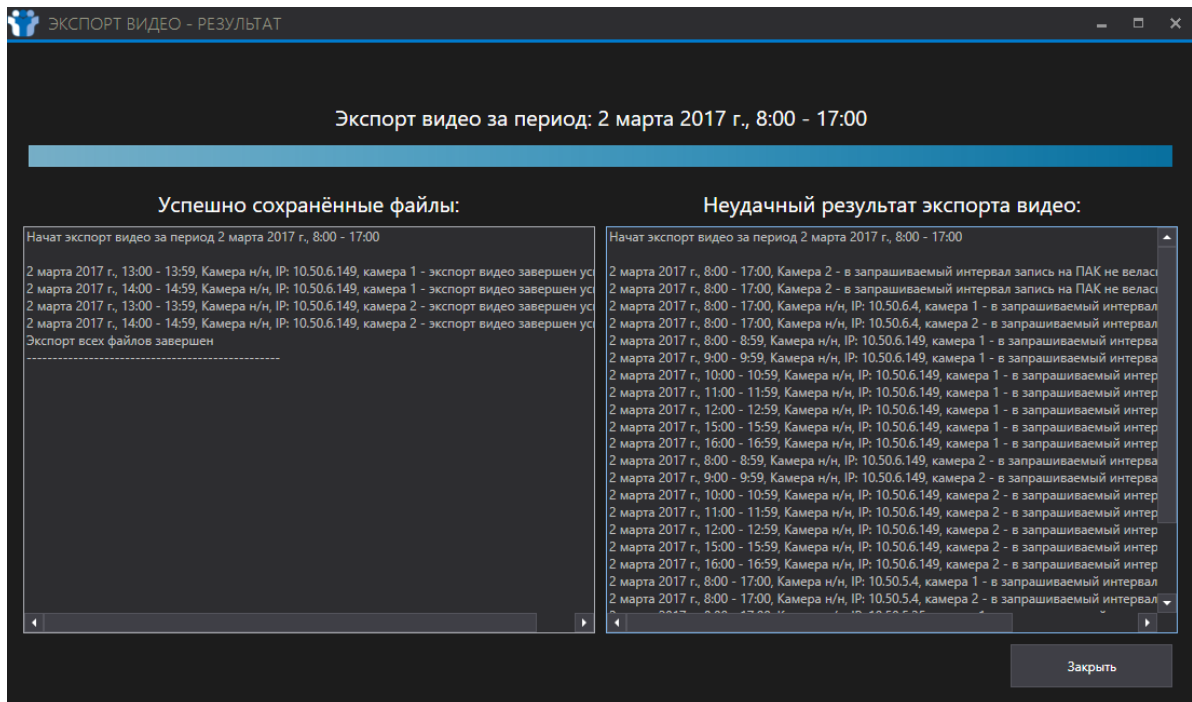 ЭКСПОРТ ВИДЕО - РЕЗУЛЬТАТ
Экспорт видео за период: 2 марта 2017 г., 8:00 - 17:00
Успешно сохранённые файлы:
Начат экспорт видео за период 2 марта 2017 г., 8:00 - 17:00
2 марта 2017 г., 13:00 - 13:59, Камера н/н, IP: 10.50.6.149, камера 1 - экспорт видео завершен ус
2 марта 2017 г., 14:00 - 14:59, Камера н/н, IP: 10.50.6.149, камера 1 - экспорт видео завершен ус
2 марта 2017 г., 13:00 - 13:59, Камера н/н, IP: 10.50.6.149, камера 2 - экспорт видео завершен ус
2 марта 2017 г., 14:00 - 14:59, Камера н/н, IP: 10.50.6.149, камера 2 - экспорт видео завершен ус
Экспорт всех файлов завершен
--------------------------------------------------
Неудачный результат экспорта видео:
Начат экспорт видео за период 2 марта 2017 г., 8:00 - 17:00
2 марта 2017 г., 8:00 - 17:00, Камера 2 - в запрашиваемый интервал запись на ПАК не велась
2 марта 2017 г., 8:00 - 17:00, Камера 2 - в запрашиваемый интервал запись на ПАК не велась
2 марта 2017 г., 8:00 - 17:00, Камера н/н, IP: 10.50.6.4, камера 1 - в запрашиваемый интервал
2 марта 2017 г., 8:00 - 17:00, Камера н/н, IP: 10.50.6.4, камера 2 - в запрашиваемый интервал
2 марта 2017 г., 8:00 - 8:59, Камера н/н, IP: 10.50.6.149, камера 1 - в запрашиваемый интерва
2 марта 2017 г., 9:00 - 9:59, Камера н/н, IP: 10.50.6.149, камера 1 - в запрашиваемый интерва
2 марта 2017 г., 10:00 - 10:59, Камера н/н, IP: 10.50.6.149, камера 1 - в запрашиваемый интер
2 марта 2017 г., 11:00 - 11:59, Камера н/н, IP: 10.50.6.149, камера 1 - в запрашиваемый интер
2 марта 2017 г., 12:00 - 12:59, Камера н/н, IP: 10.50.6.149, камера 1 - в запрашиваемый интер
2 марта 2017 г., 15:00 - 15:59, Камера н/н, IP: 10.50.6.149, камера 1 - в запрашиваемый интер
2 марта 2017 г., 16:00 - 16:59, Камера н/н, IP: 10.50.6.149, камера 1 - в запрашиваемый интер
2 марта 2017 г., 8:00 - 8:59, Камера н/н, IP: 10.50.6.149, камера 2 - в запрашиваемый интерва
2 марта 2017 г., 9:00 - 9:59, Камера н/н, IP: 10.50.6.149, камера 2 - в запрашиваемый интерва
2 марта 2017 г., 10:00 - 10:59, Камера н/н, IP: 10.50.6.149, камера 2 - в запрашиваемый интер
2 марта 2017 г., 11:00 - 11:59, Камера н/н, IP: 10.50.6.149, камера 2 - в запрашиваемый интер
2 марта 2017 г., 12:00 - 12:59, Камера н/н, IP: 10.50.6.149, камера 2 - в запрашиваемый интер
2 марта 2017 г., 15:00 - 15:59, Камера н/н, IP: 10.50.6.149, камера 2 - в запрашиваемый интер
2 марта 2017 г., 16:00 - 16:59, Камера н/н, IP: 10.50.6.149, камера 2 - в запрашиваемый интер
2 марта 2017 г., 8:00 - 17:00, Камера н/н, IP: 10.50.5.4, камера 1 - в запрашиваемый интервал
2 марта 2017 г., 8:00 - 17:00, Камера н/н, IP: 10.50.5.4, камера 2 - в запрашиваемый интервал
Закрыть